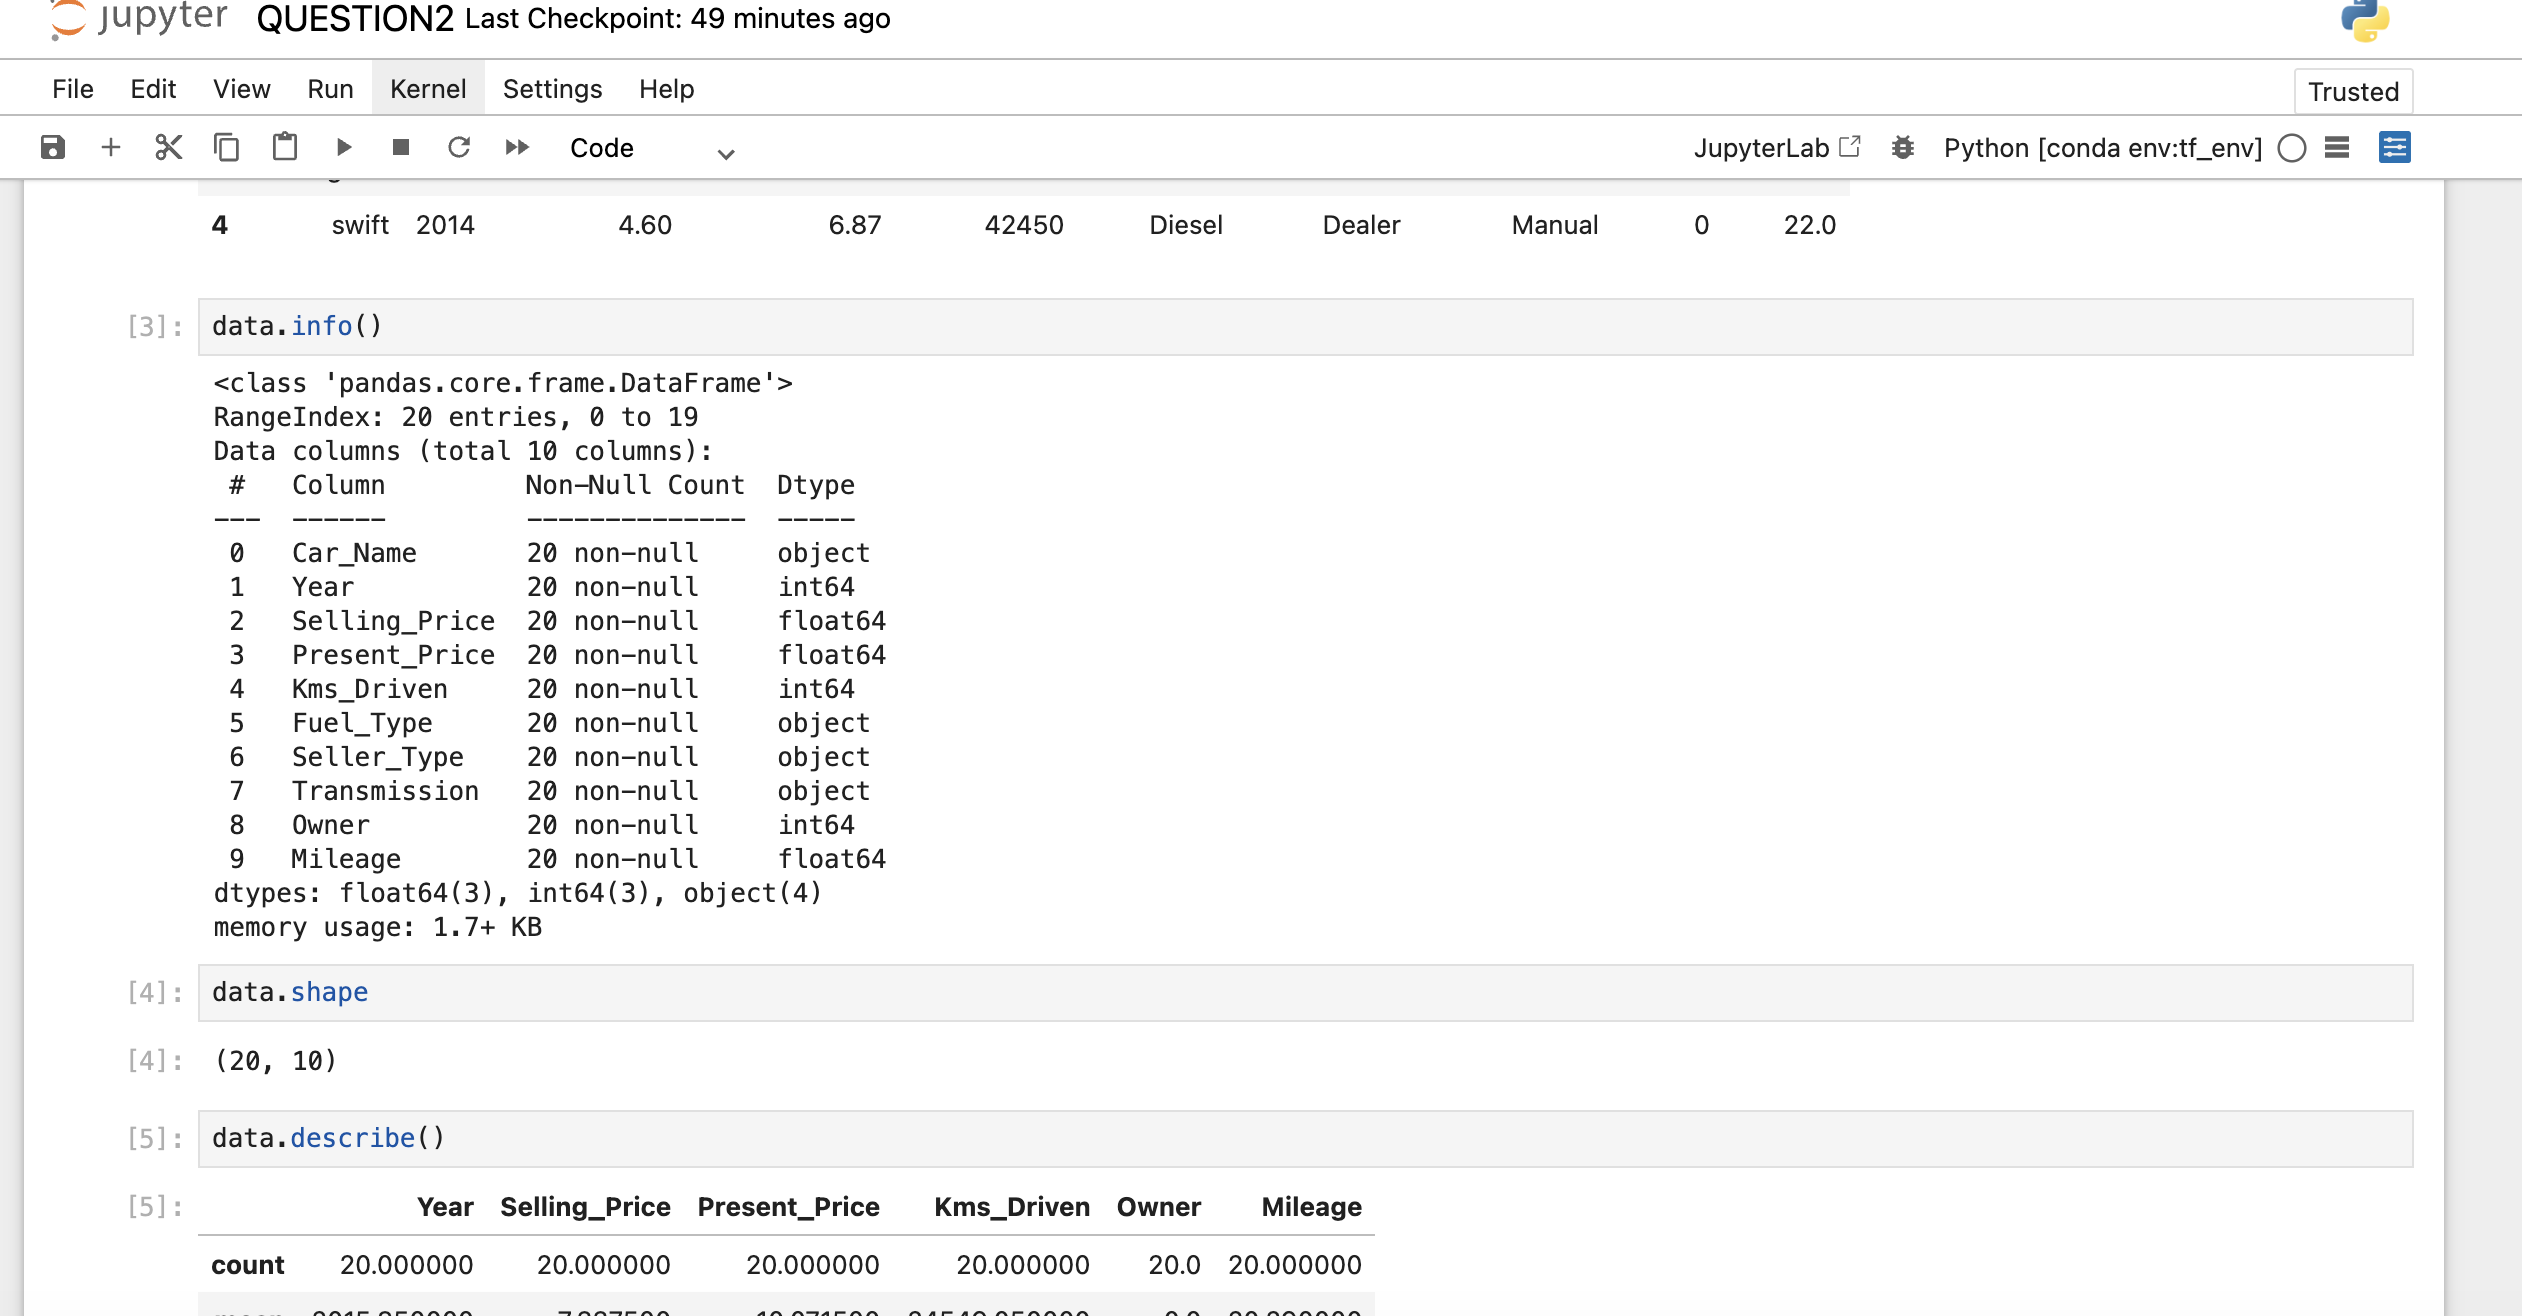 jupyter QUESTION2 Last Checkpoint: 49 minutes ago
File Edit View Run Kernel Settings Help Trusted
Code JupyterLab Python [conda env:tf_env]
4 swift 2014 4.60 6.87 42450 Diesel Dealer Manual 0 22.0
[3]: data.info()
<class 'pandas.core.frame.DataFrame'>
RangeIndex: 20 entries, 0 to 19
Data columns (total 10 columns):
# Column Non-Null Count Dtype
--- ------ -------------- -----
0 Car_Name 20 non-null object
1 Year 20 non-null int64
2 Selling_Price 20 non-null float64
3 Present_Price 20 non-null float64
4 Kms_Driven 20 non-null int64
5 Fuel_Type 20 non-null object
6 Seller_Type 20 non-null object
7 Transmission 20 non-null object
8 Owner 20 non-null int64
9 Mileage 20 non-null float64
dtypes: float64(3), int64(3), object(4)
memory usage: 1.7+ KB
[4]: data.shape
[4]: (20, 10)
[5]: data.describe()
[5]: Year Selling_Price Present_Price Kms_Driven Owner Mileage
count 20.000000 20.000000 20.000000 20.000000 20.0 20.000000